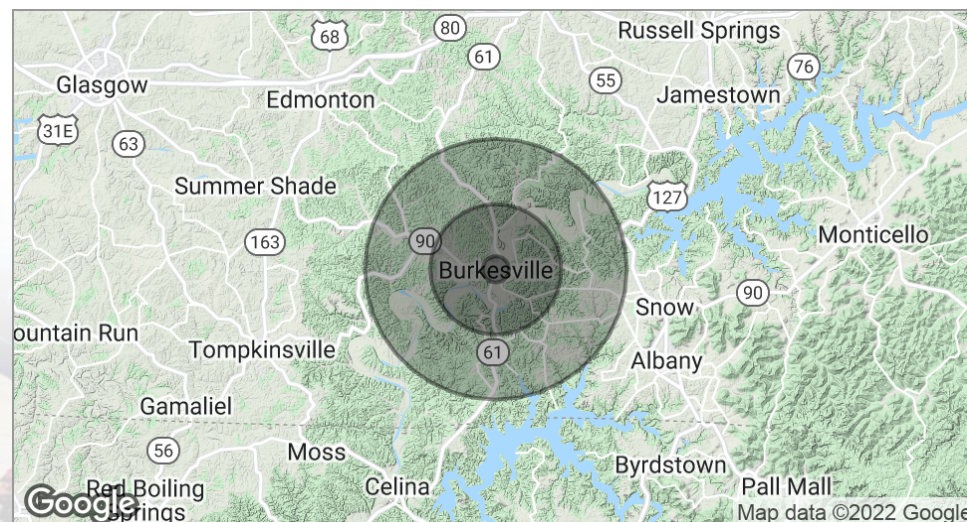 68
80
Russell Springs
61
76
Glasgow
55
Edmonton
Jamestown
31E
63
Summer Shade
127
163
90
Monticello
Burkesville
90
Snow
ountain Run
Tompkinsville
61
Albany
Gamaliel
56
Moss
Byrdstown
Red Boiling
Springs
Celina
Pall Mall
Google
Map data ©2022 Google